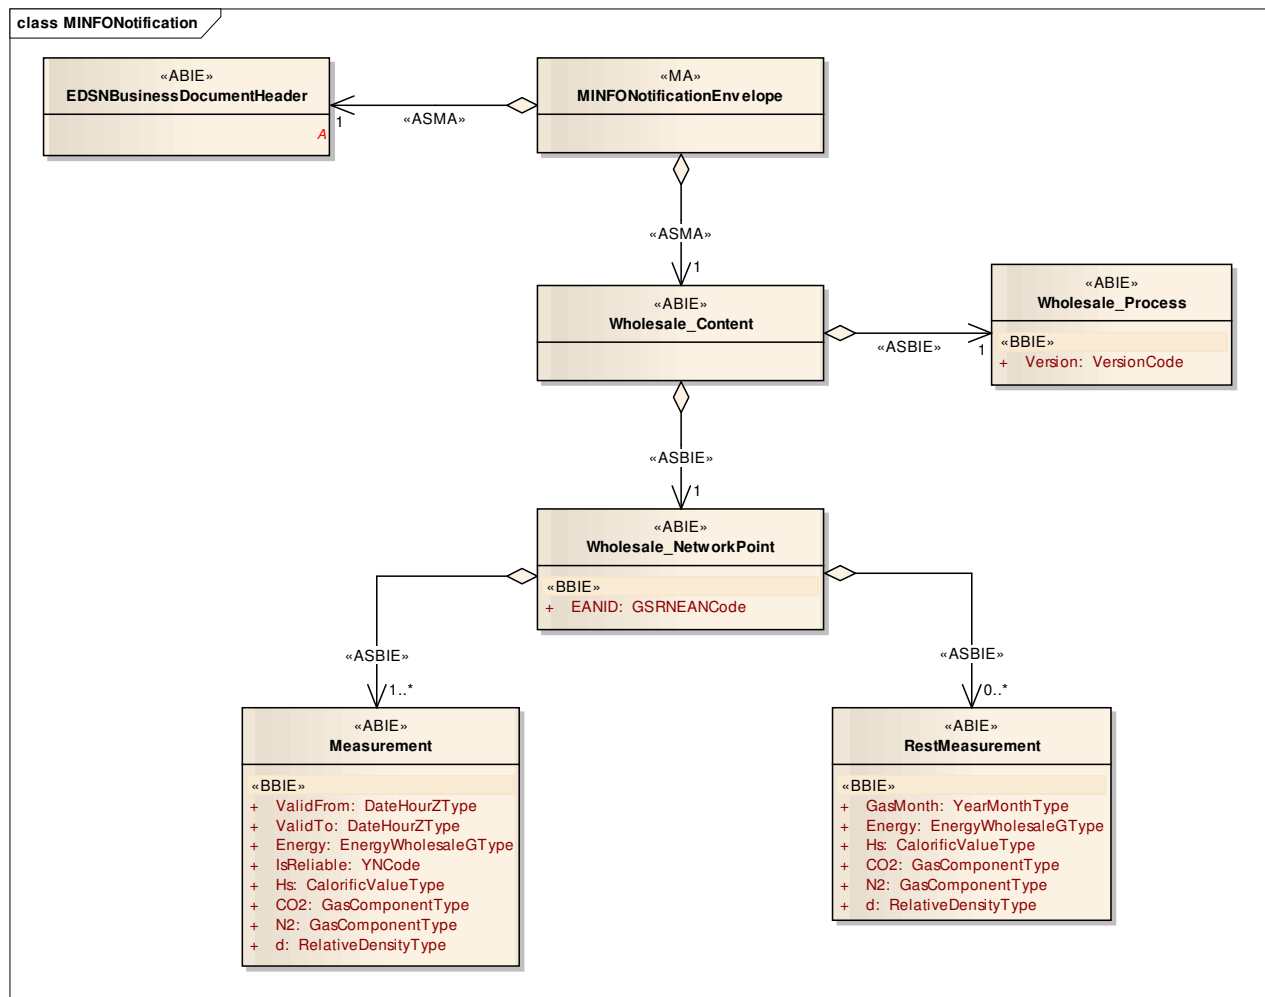 class MINFONotification
«ABIE»
EDSNBusinessDocumentHeader
A
1
«ASMA»
«MA»
MINFONotificationEnvelope
«ASMA»
1
«ABIE»
Wholesale_Content
«ASBIE»
1
«ABIE»
Wholesale_Process
«BBIE»
+ Version: VersionCode
«ASBIE»
1
«ABIE»
Wholesale_NetworkPoint
«BBIE»
+ EANID: GSRNEANCode
«ASBIE»
1..*
«ASBIE»
0..*
«ABIE»
Measurement
«BBIE»
+ ValidFrom: DateHourZType
+ ValidTo: DateHourZType
+ Energy: EnergyWholesaleGType
+ IsReliable: YNCode
+ Hs: CalorificValueType
+ CO2: GasComponentType
+ N2: GasComponentType
+ d: RelativeDensityType
«ABIE»
RestMeasurement
«BBIE»
+ GasMonth: YearMonthType
+ Energy: EnergyWholesaleGType
+ Hs: CalorificValueType
+ CO2: GasComponentType
+ N2: GasComponentType
+ d: RelativeDensityType